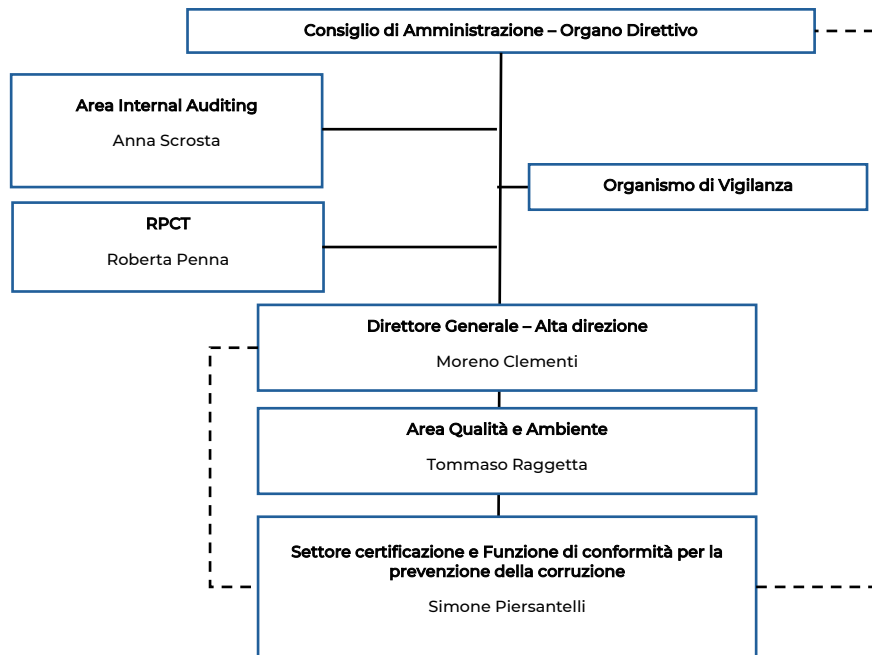 Consiglio di Amministrazione – Organo Direttivo
Area Internal Auditing
Anna Scrosta
Organismo di Vigilanza
RPCT
Roberta Penna
Direttore Generale – Alta direzione
Moreno Clementi
Area Qualità e Ambiente
Tommaso Raggetta
Settore certificazione e Funzione di conformità per la
prevenzione della corruzione
Simone Piersantelli